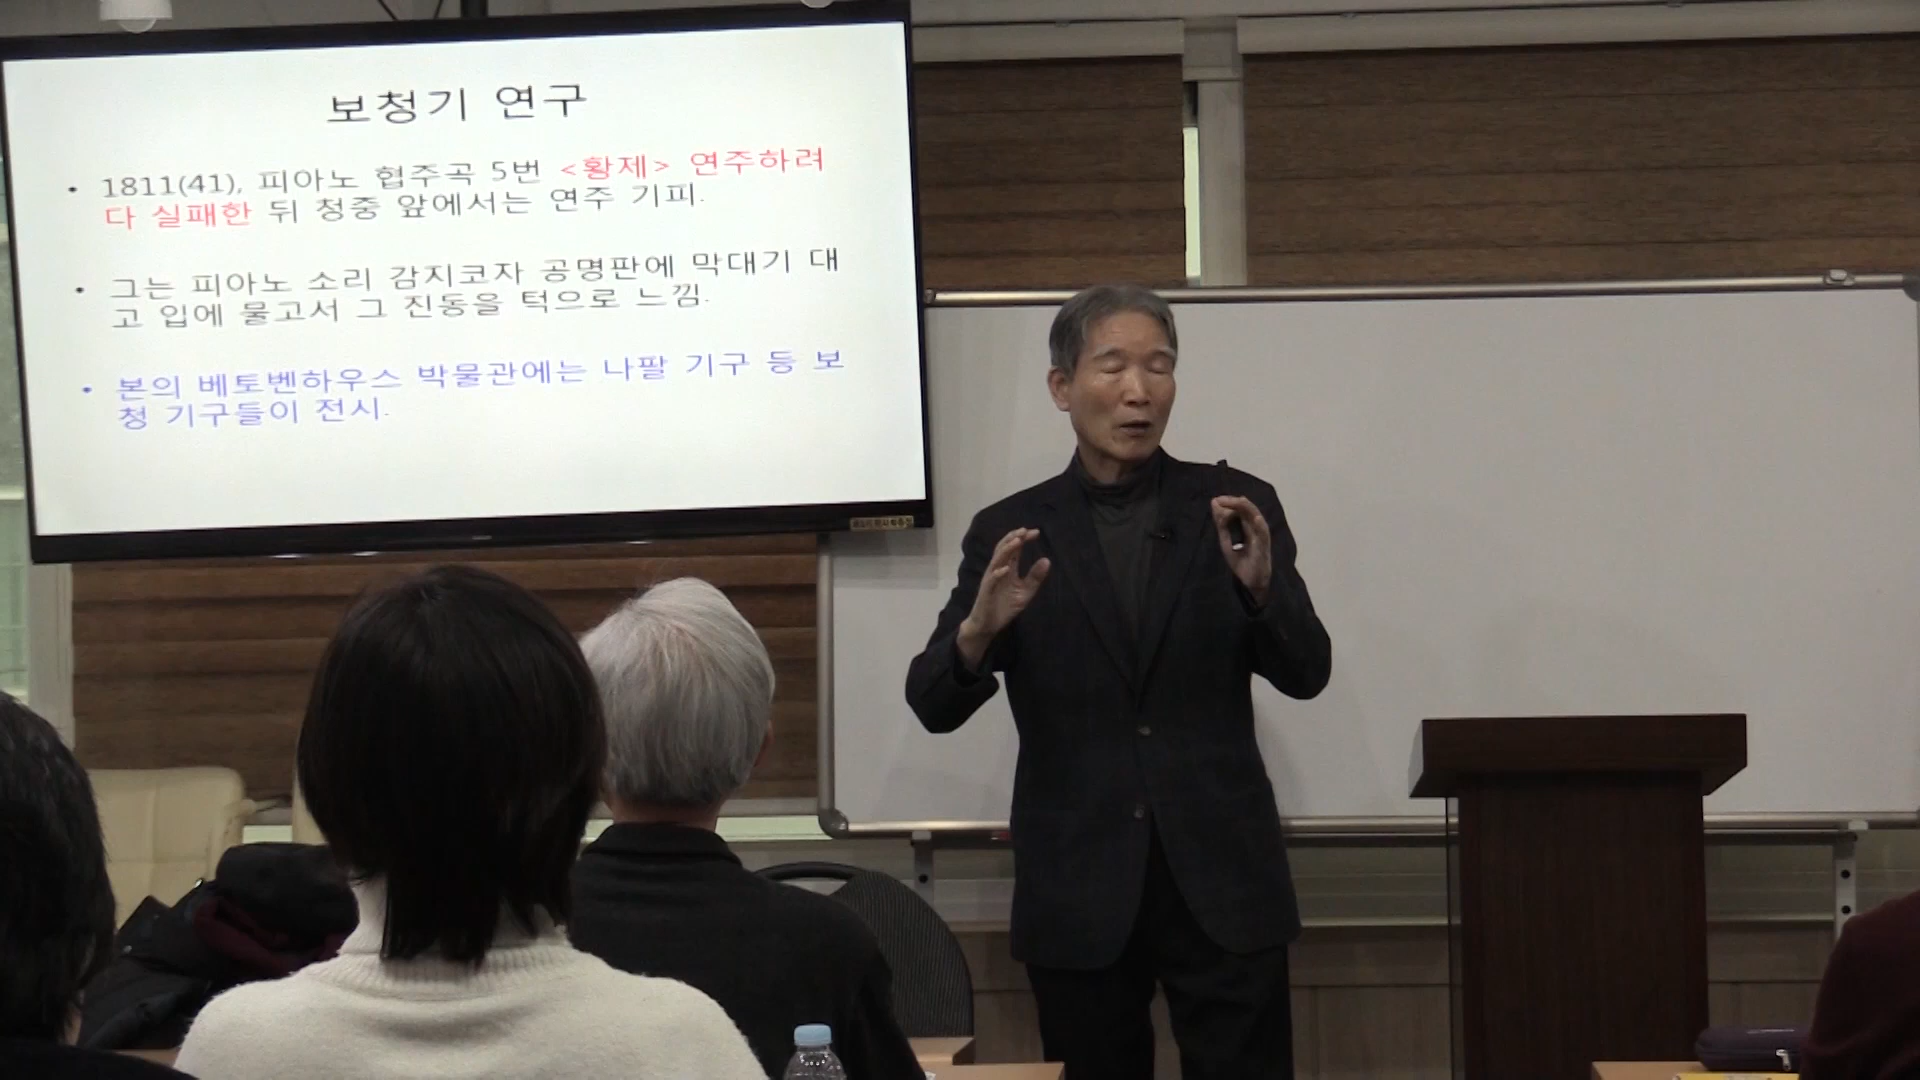 보청기 연구
• 1811(41), 피아노 협주곡 5번 <황제> 연주하려
다 실패한 뒤 청중 앞에서는 연주 기피.
• 그는 피아노 소리 감지코자 공명판에 막대기 대
고 입에 물고서 그 진동을 턱으로 느낌.
• 본의 베토벤하우스 박물관에는 나팔 기구 등 보
청 기구들이 전시.